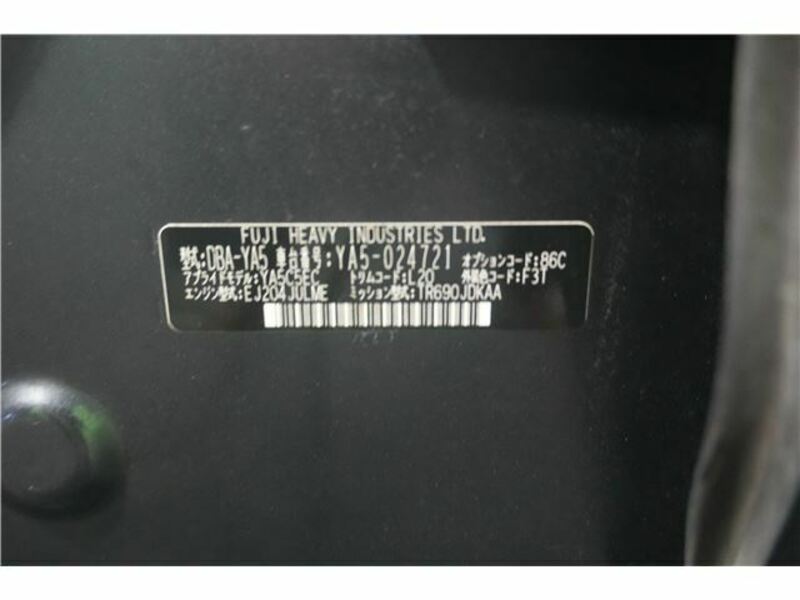 FUJI HEAVY INDUSTRIES LTD.
型式:DBA-YA5 車台番号:YA5-024721 オプションコード:86C
アプライドモデル:YA5C5EC トリムコード:L20 外装色コード:F3T
エンジン型式:EJ204JULME ミッション型式:TR690JDKAA